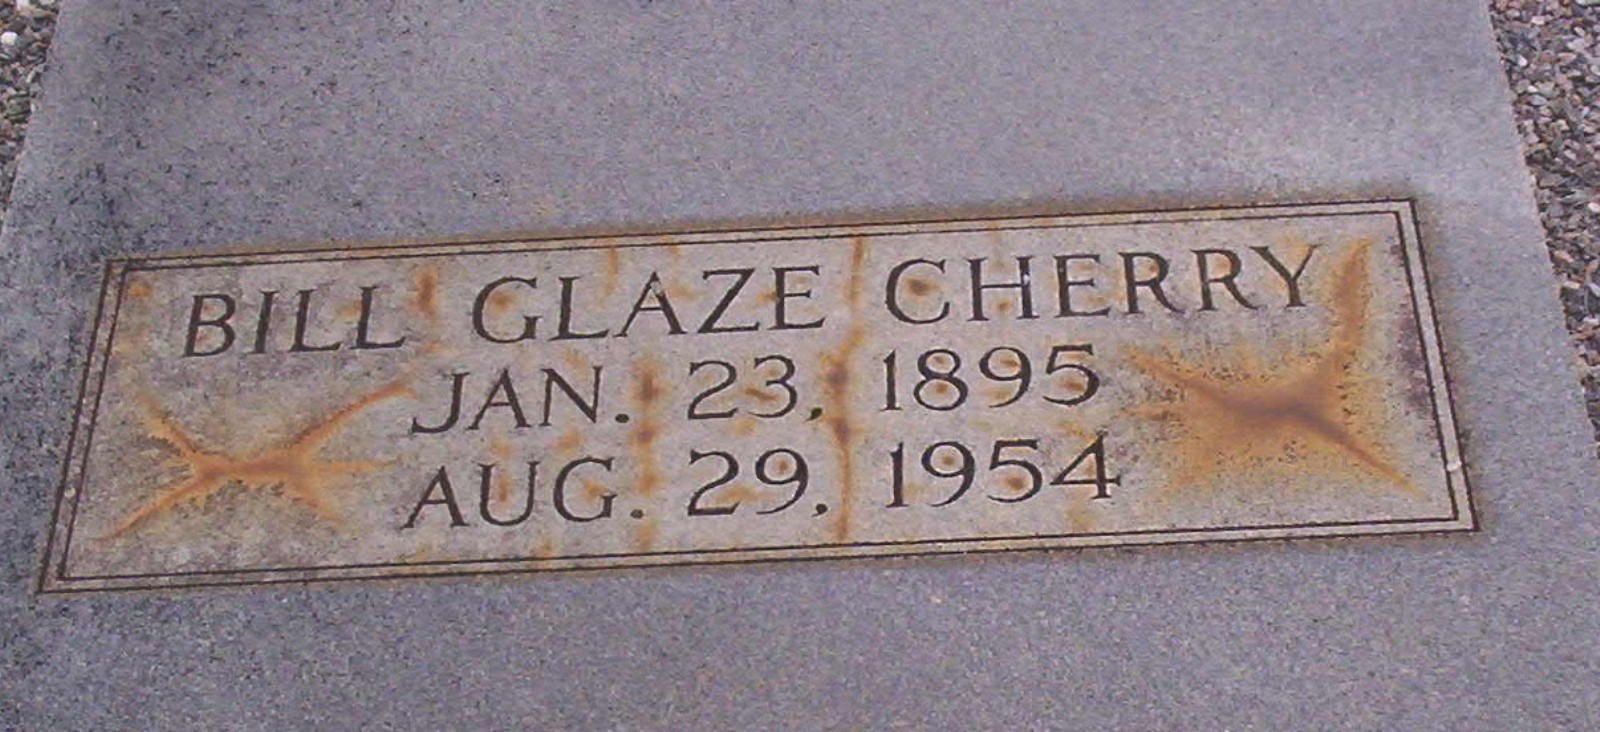 BILL GLAZE CHERRY
JAN. 23, 1895
AUG. 29, 1954